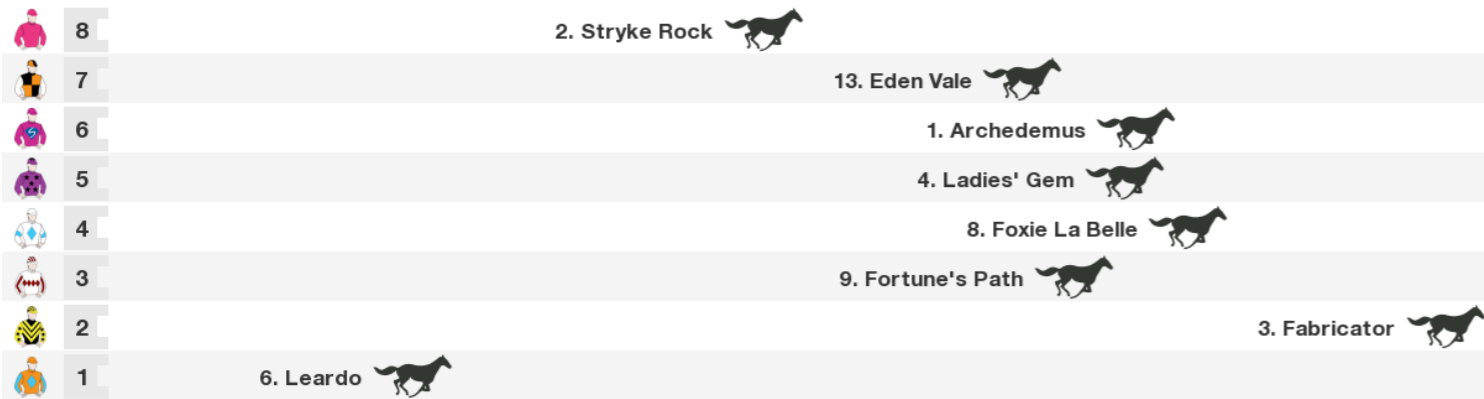 8 2. Stryke Rock
7 13. Eden Vale
6 1. Archedemus
5 4. Ladies' Gem
4 8. Foxie La Belle
3 9. Fortune's Path
2 3. Fabricator
1 6. Leardo